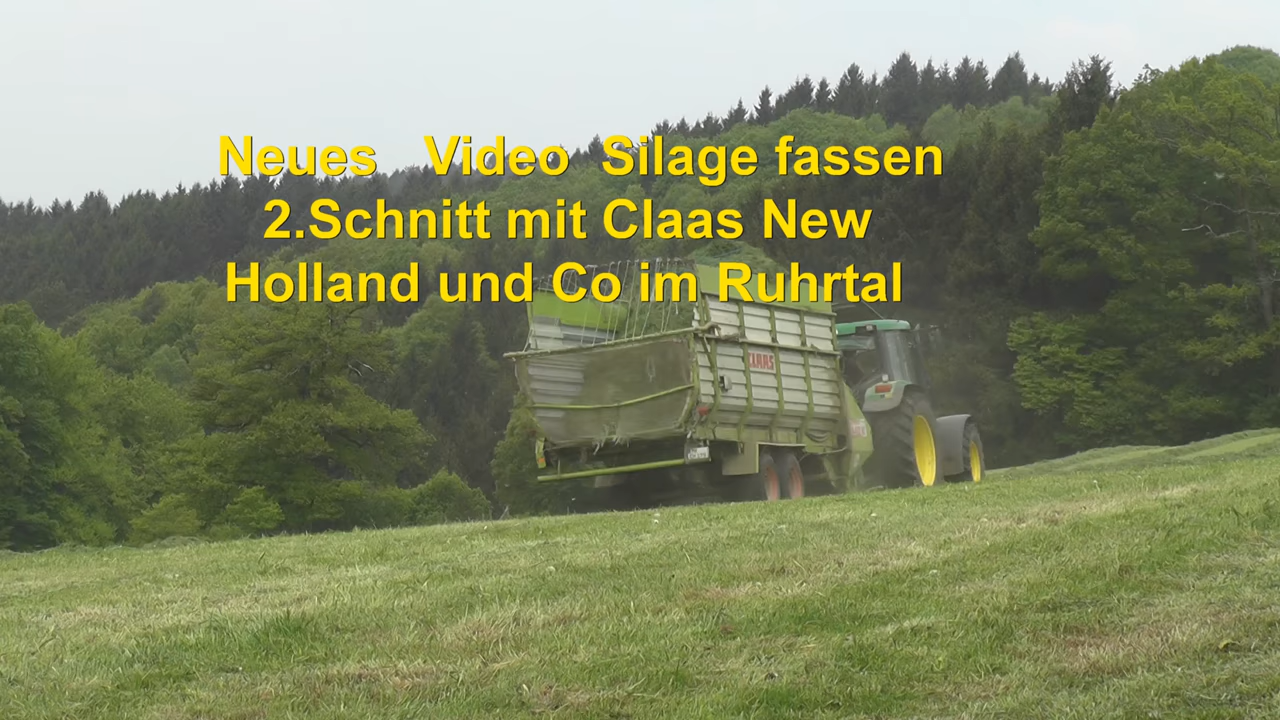 Neues Video Silage fassen
2.Schnitt mit Claas New
Holland und Co im Ruhrtal
CLAAS